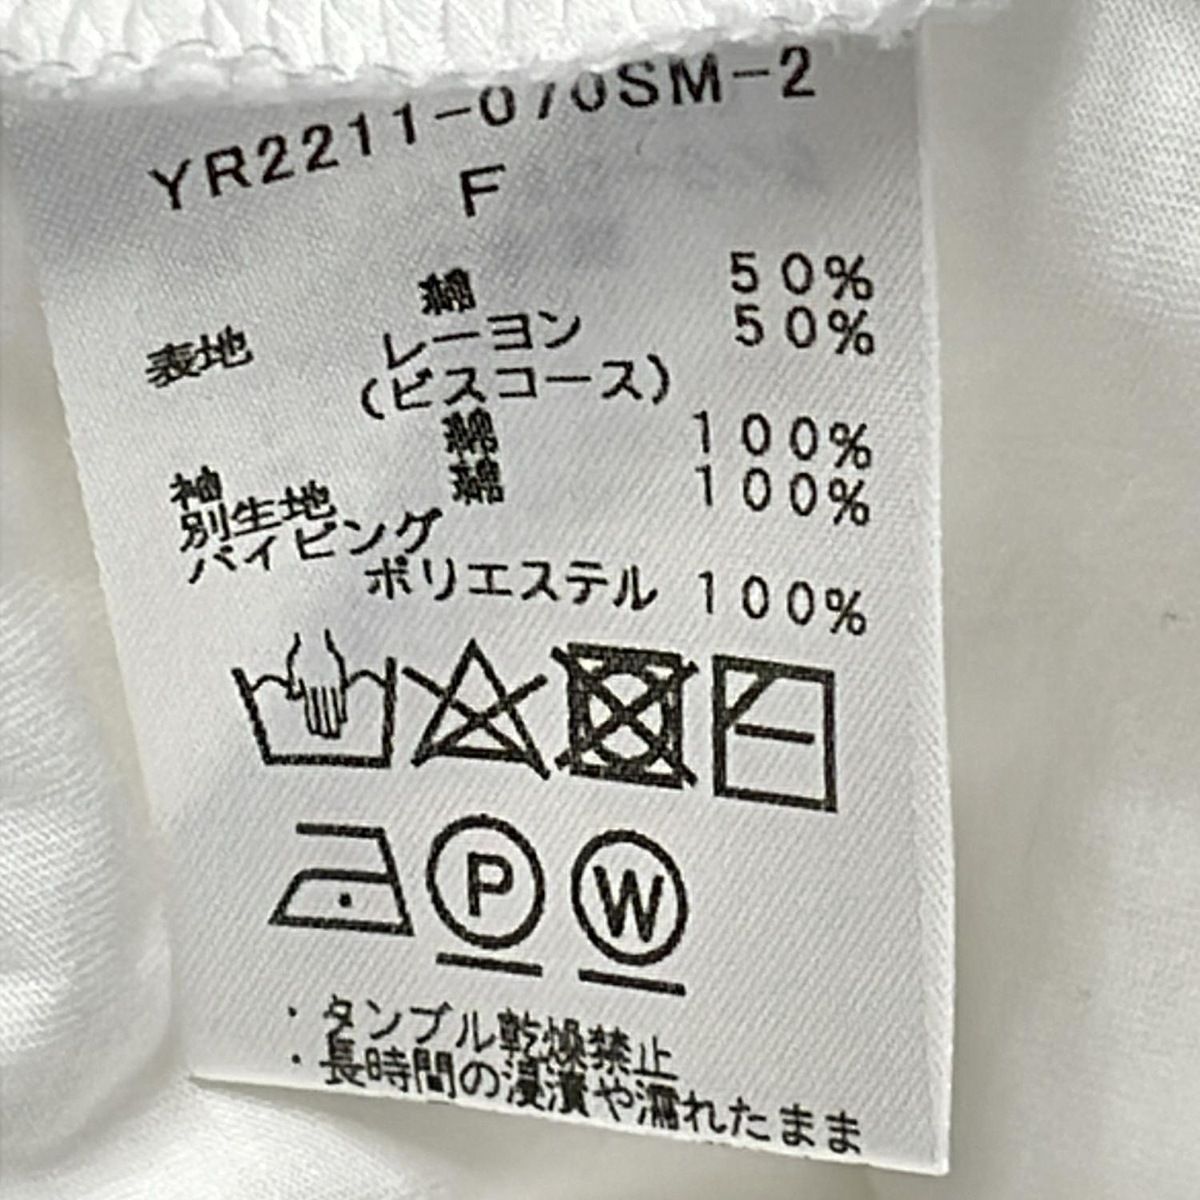 YR2211-070SM-2
F
綿 50%
表地 レーヨン 50%
(ビスコース)
綿 100%
袖 綿 100%
別生地
パイピング
ポリエステル 100%
P W
・タンブル乾燥禁止
・長時間の浸漬や濡れたまま